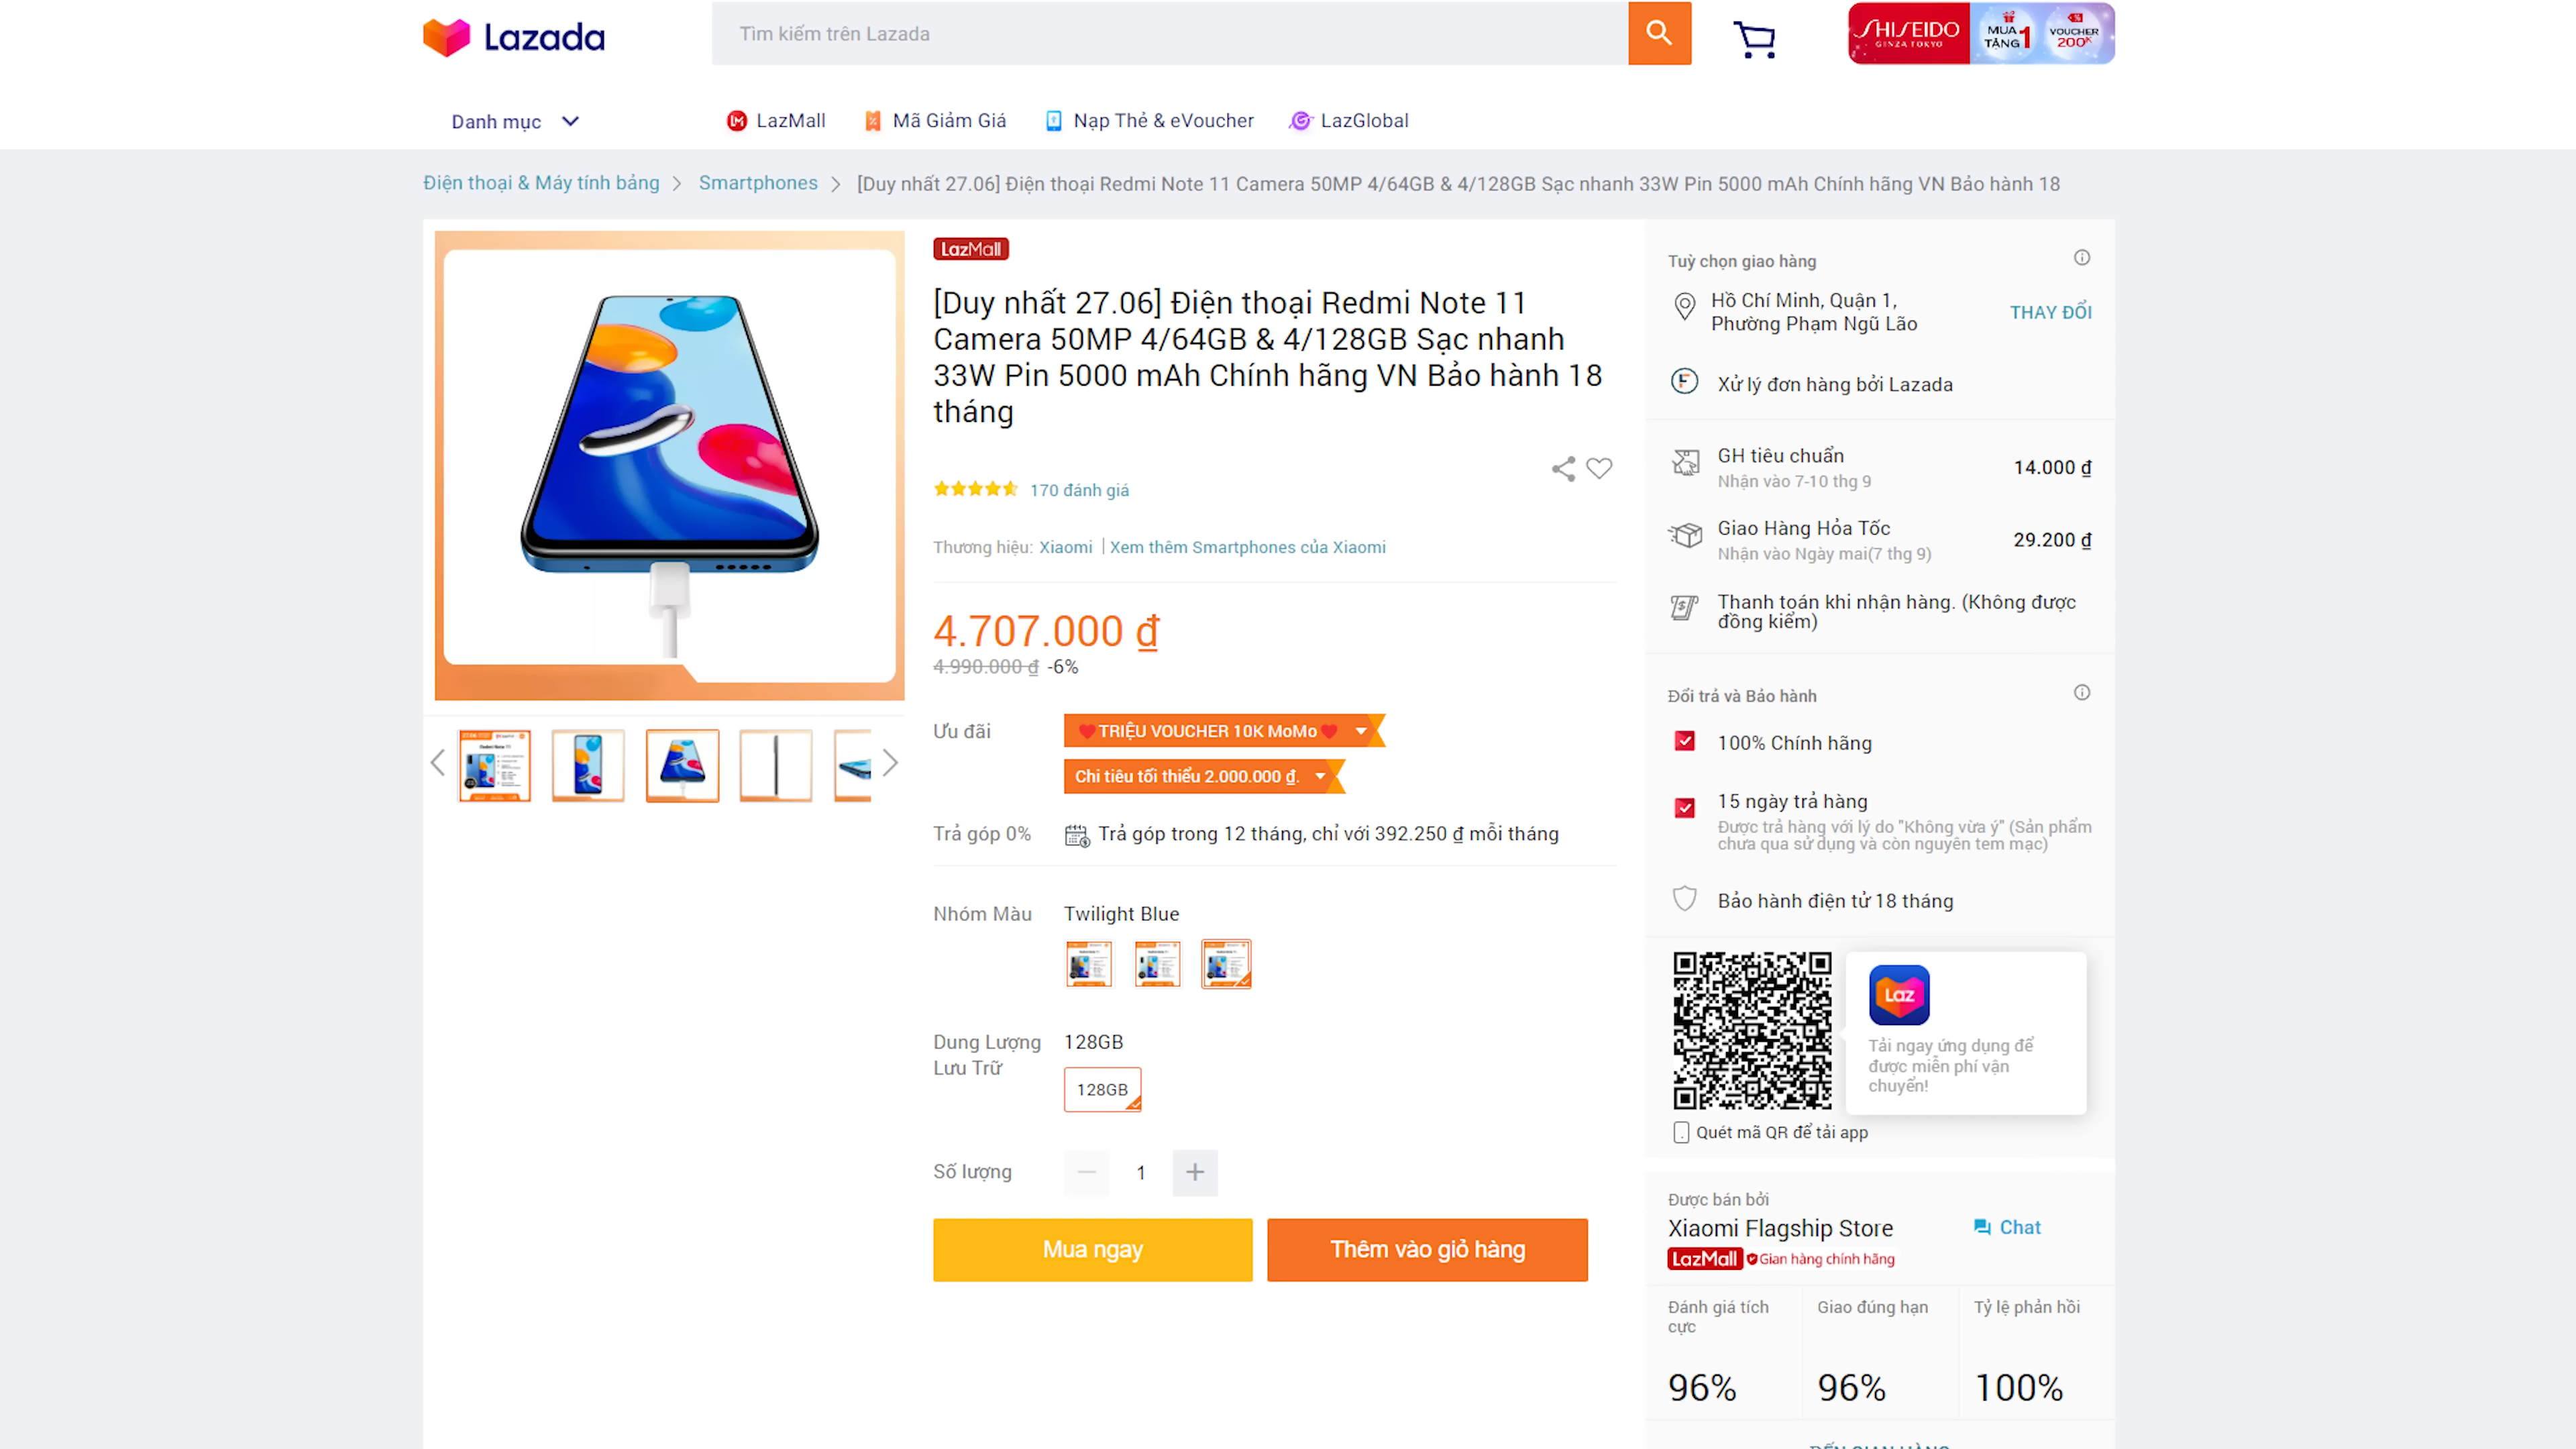 Lazada
Tìm kiếm trên Lazada
SHISEIDO
GINZA TOKYO
MUA 1
TẶNG
VOUCHER
200K
Danh mục
LazMall
Mã Giảm Giá
Nạp Thẻ & eVoucher
LazGlobal
Điện thoại & Máy tính bảng
Smartphones
[Duy nhất 27.06] Điện thoại Redmi Note 11 Camera 50MP 4/64GB & 4/128GB Sạc nhanh 33W Pin 5000 mAh Chính hãng VN Bảo hành 18
LazMall
[Duy nhất 27.06] Điện thoại Redmi Note 11
Camera 50MP 4/64GB & 4/128GB Sạc nhanh
33W Pin 5000 mAh Chính hãng VN Bảo hành 18
tháng
170 đánh giá
Thương hiệu: Xiaomi | Xem thêm Smartphones của Xiaomi
4.707.000 ₫
4.990.000 ₫ -6%
Ưu đãi
TRIỆU VOUCHER 10K MoMo
Chi tiêu tối thiểu 2.000.000 ₫.
Trả góp 0%
Trả góp trong 12 tháng, chỉ với 392.250 ₫ mỗi tháng
Nhóm Màu
Twilight Blue
Dung Lượng
Lưu Trữ
128GB
128GB
Số lượng
1
Mua ngay
Thêm vào giỏ hàng
Tuỳ chọn giao hàng
Hồ Chí Minh, Quận 1,
Phường Phạm Ngũ Lão
THAY ĐỔI
Xử lý đơn hàng bởi Lazada
GH tiêu chuẩn
Nhận vào 7-10 thg 9
14.000 ₫
Giao Hàng Hỏa Tốc
Nhận vào Ngày mai(7 thg 9)
29.200 ₫
Thanh toán khi nhận hàng. (Không được
đồng kiểm)
Đổi trả và Bảo hành
100% Chính hãng
15 ngày trả hàng
Được trả hàng với lý do "Không vừa ý" (Sản phẩm
chưa qua sử dụng và còn nguyên tem mạc)
Bảo hành điện tử 18 tháng
Laz
Tải ngay ứng dụng để
được miễn phí vận
chuyển!
Quét mã QR để tải app
Được bán bởi
Xiaomi Flagship Store
Chat
LazMall Gian hàng chính hãng
Đánh giá tích
cực
Giao đúng hạn
Tỷ lệ phản hồi
96%
96%
100%